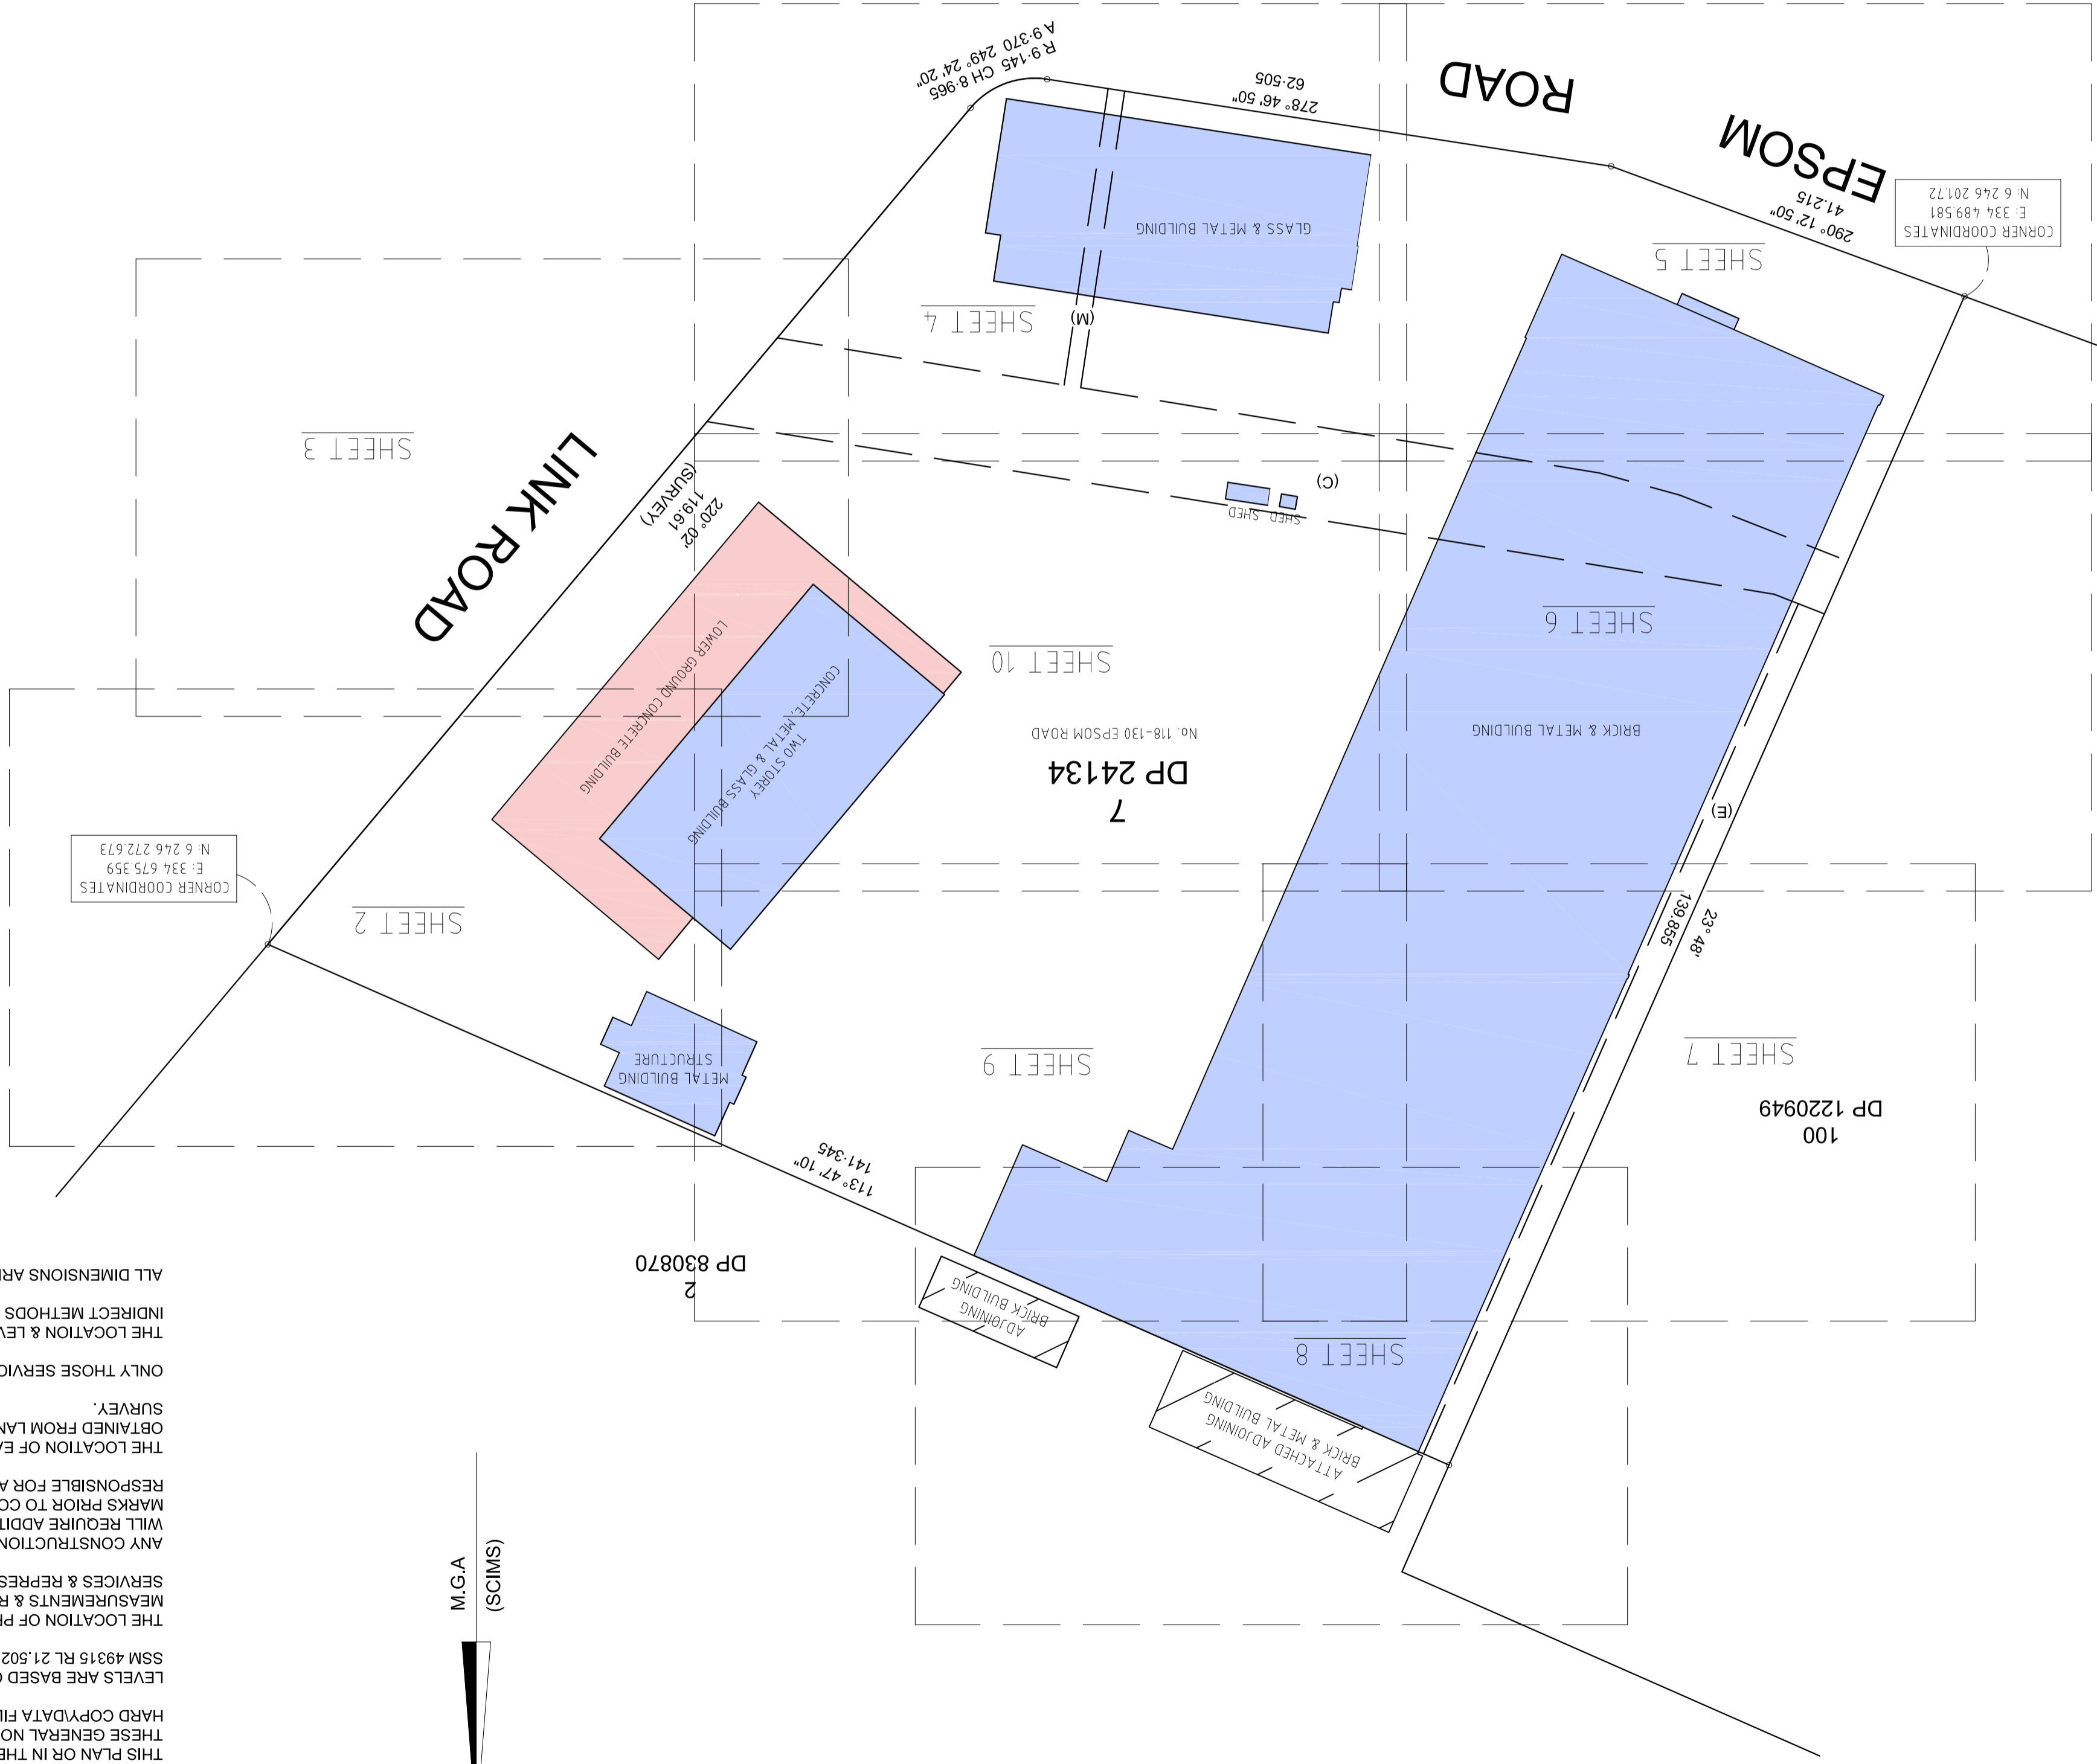 THIS PLAN OR IN THE
THESE GENERAL NO
HARD COPY\DATA FIL
LEVELS ARE BASED
SSM 49315 RL 21.502
THE LOCATION OF PR
MEASUREMENTS & R
SERVICES & REPRES
ANY CONSTRUCTION
WILL REQUIRE ADDIT
MARKS PRIOR TO CO
RESPONSIBLE FOR A
THE LOCATION OF EA
OBTAINED FROM LAN
SURVEY.
ONLY THOSE SERVIC
THE LOCATION & LEV
INDIRECT METHODS
ALL DIMENSIONS ARE
M.G.A
(SCIMS)
ATTACHED ADJOINING
BRICK & METAL BUILDING
ADJOINING
BRICK BUILDING
SHEET 8
2
DP 830870
113° 47' 10"
141·345
100
DP 1220949
SHEET 7
SHEET 9
METAL BUILDING
STRUCTURE
SHEET 2
CORNER COORDINATES
E: 334 675.359
N: 6 246 272.673
23° 48'
139.855
(E)
7
DP 24134
No. 118-130 EPSOM ROAD
BRICK & METAL BUILDING
TWO STOREY
CONCRETE, METAL & GLASS BUILDING
LOWER GROUND CONCRETE BUILDING
SHEET 10
SHEET 6
LINK ROAD
220° 02'
119.61
(SURVEY)
SHED
SHED
(C)
SHEET 3
SHEET 4
(M)
GLASS & METAL BUILDING
SHEET 5
CORNER COORDINATES
E: 334 489.581
N: 6 246 201.72
290° 12' 50"
41.215
EPSOM
ROAD
278° 46' 50"
62·505
R 9·145 CH 8·965
A 9·370 249° 24' 20"